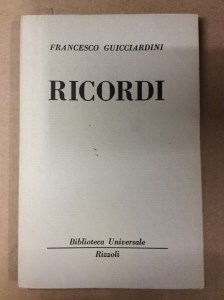 FRANCESCO GUICCIARDINI
RICORDI
Biblioteca Universale
Rizzoli